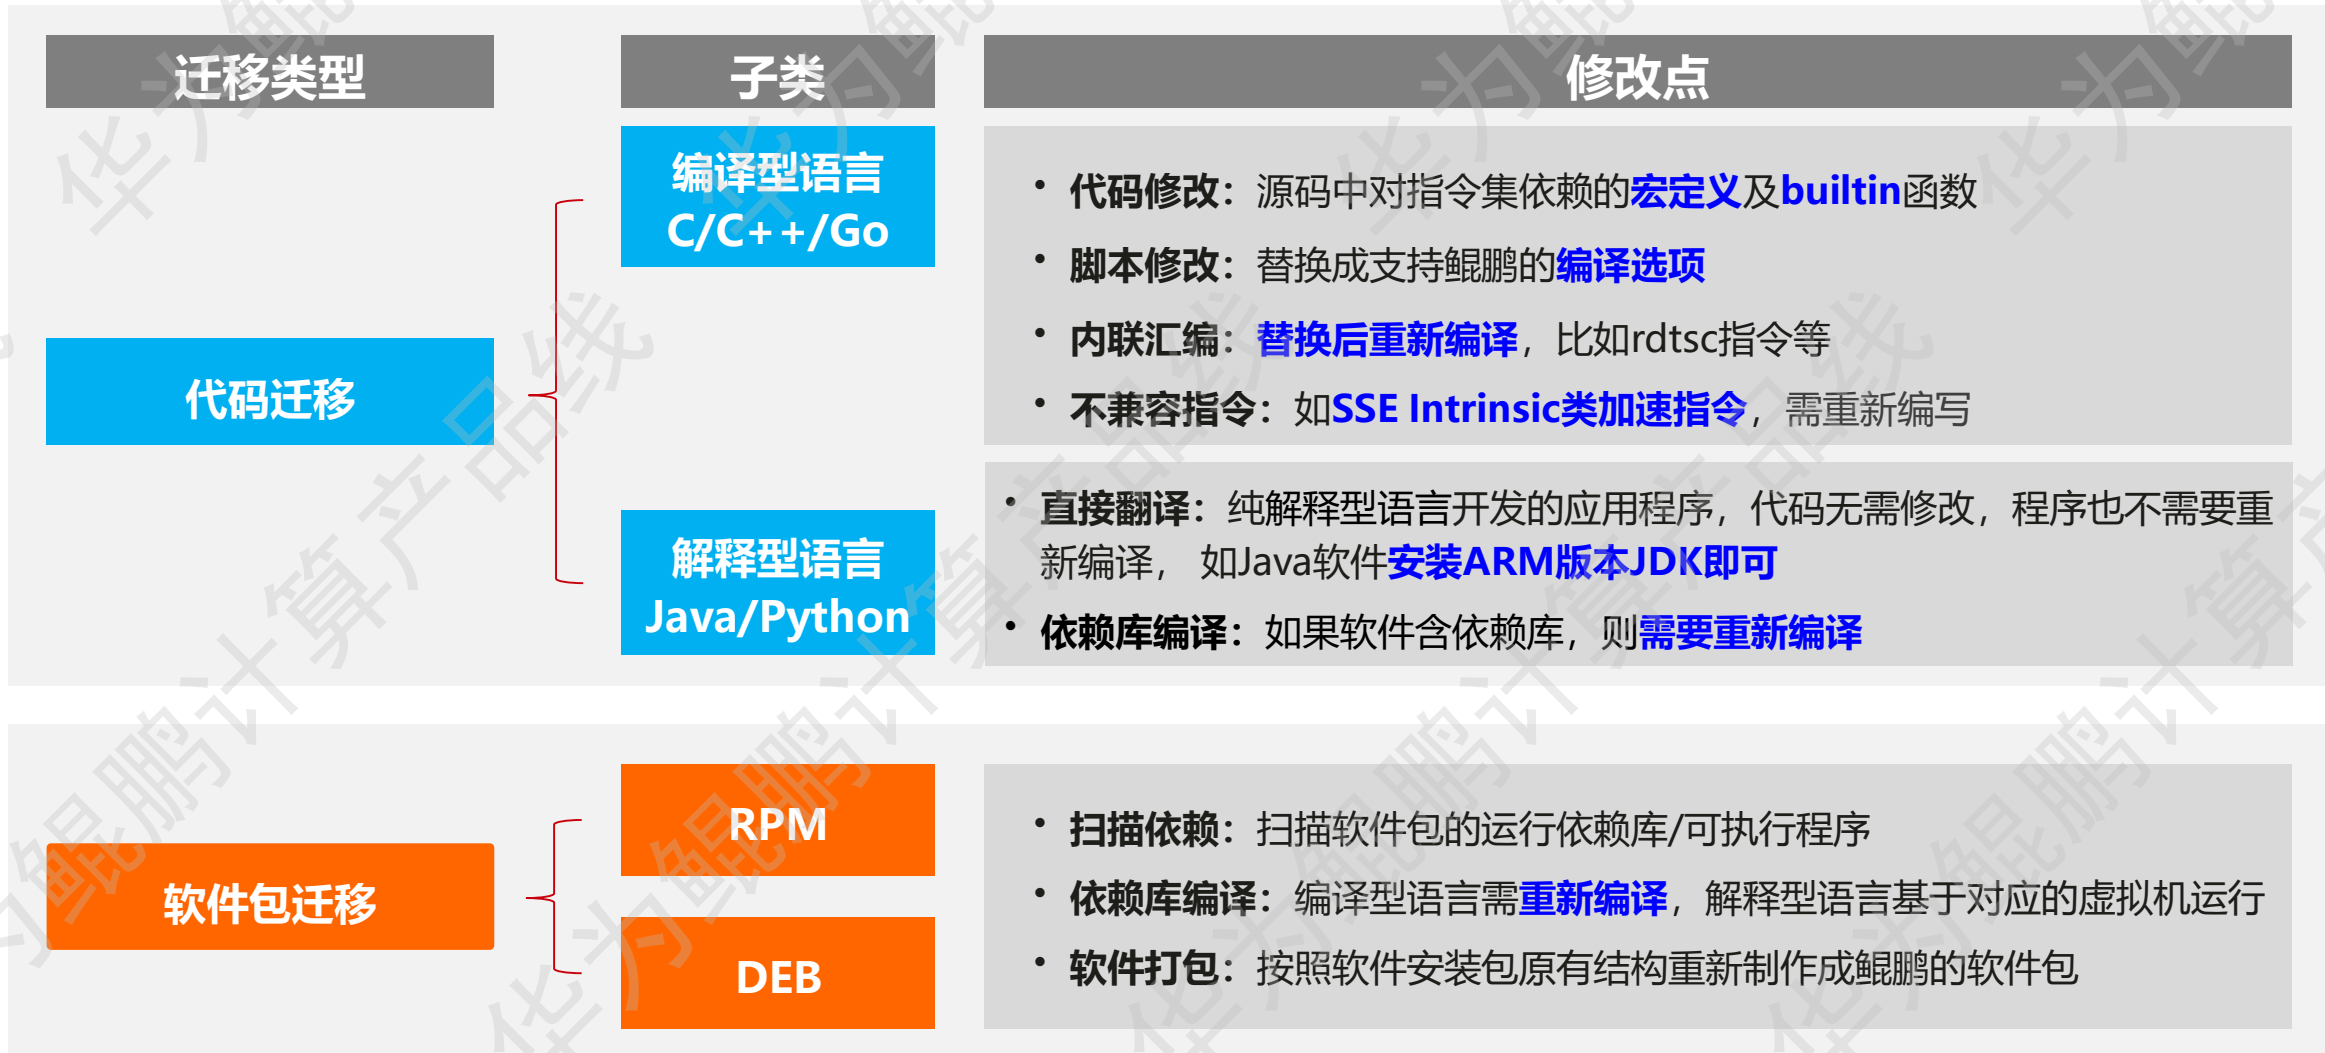 迁移类型
子类
修改点
代码迁移
编译型语言
C/C++/Go
• 代码修改：源码中对指令集依赖的宏定义及builtin函数
• 脚本修改：替换成支持鲲鹏的编译选项
• 内联汇编：替换后重新编译，比如rdtsc指令等
• 不兼容指令：如SSE Intrinsic类加速指令，需重新编写
解释型语言
Java/Python
• 直接翻译：纯解释型语言开发的应用程序，代码无需修改，程序也不需要重
新编译， 如Java软件安装ARM版本JDK即可
• 依赖库编译：如果软件含依赖库，则需要重新编译
软件包迁移
RPM
DEB
• 扫描依赖：扫描软件包的运行依赖库/可执行程序
• 依赖库编译：编译型语言需重新编译，解释型语言基于对应的虚拟机运行
• 软件打包：按照软件安装包原有结构重新制作成鲲鹏的软件包
华为鲲鹏计算产品线